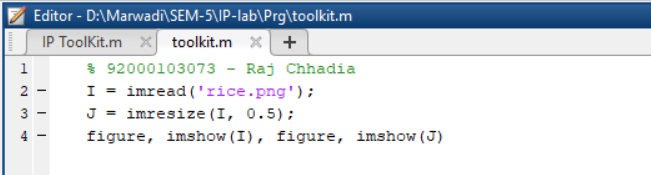 Editor - D:\Marwadi\SEM-5\IP-lab\Prg\toolkit.m
IP ToolKit.m toolkit.m +
1 % 92000103073 - Raj Chhadia
2 - I = imread('rice.png');
3 - J = imresize(I, 0.5);
4 - figure, imshow(I), figure, imshow(J)